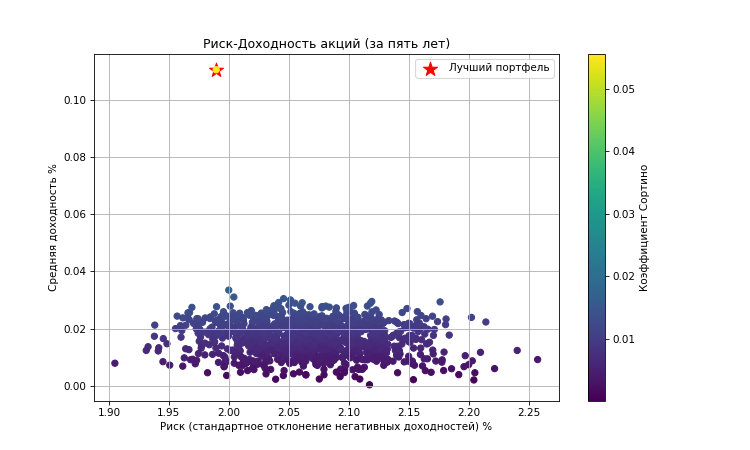 Риск-Доходность акций (за пять лет)
Лучший портфель
Средняя доходность %
0.10
0.08
0.06
0.04
0.02
0.00
1.90 1.95 2.00 2.05 2.10 2.15 2.20 2.25
Риск (стандартное отклонение негативных доходностей) %
0.05
0.04
0.03
0.02
0.01
Коэффициент Сортино